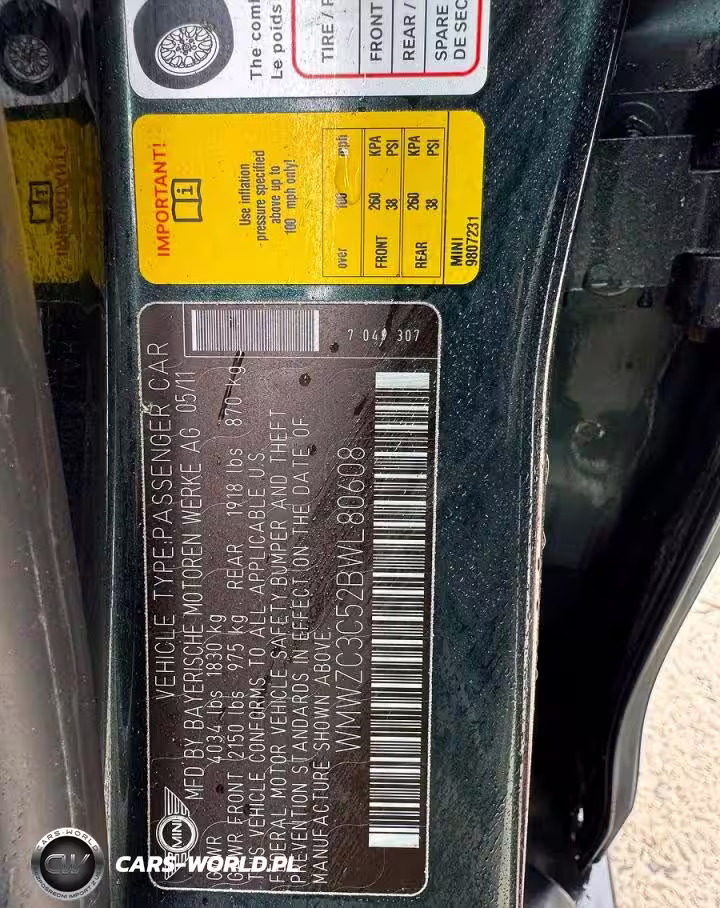 The comb
Le poids
TIRE / P
FRONT
REAR /
SPARE
DE SEC
IMPORTANT!
i
Use inflation
pressure specified
above up to
100 mph only!
over 100 mph
FRONT 260 KPA
38 PSI
REAR 260 KPA
38 PSI
MINI
9807231
7 049 307
VEHICLE TYPE:PASSENGER CAR
MFD BY BAYERISCHE MOTOREN WERKE AG 05/11
GVWR 4034 lbs 1830 kg
GAWR FRONT 2150 lbs 975 kg REAR 1918 lbs 870 kg
THIS VEHICLE CONFORMS TO ALL APPLICABLE U.S.
FEDERAL MOTOR VEHICLE SAFETY,BUMPER AND THEFT
PREVENTION STANDARDS IN EFFECT ON THE DATE OF
MANUFACTURE SHOWN ABOVE.
WMWZC3C52BWL80608
MINI
CARS-WORLD
CW
CARS-WORLD.PL